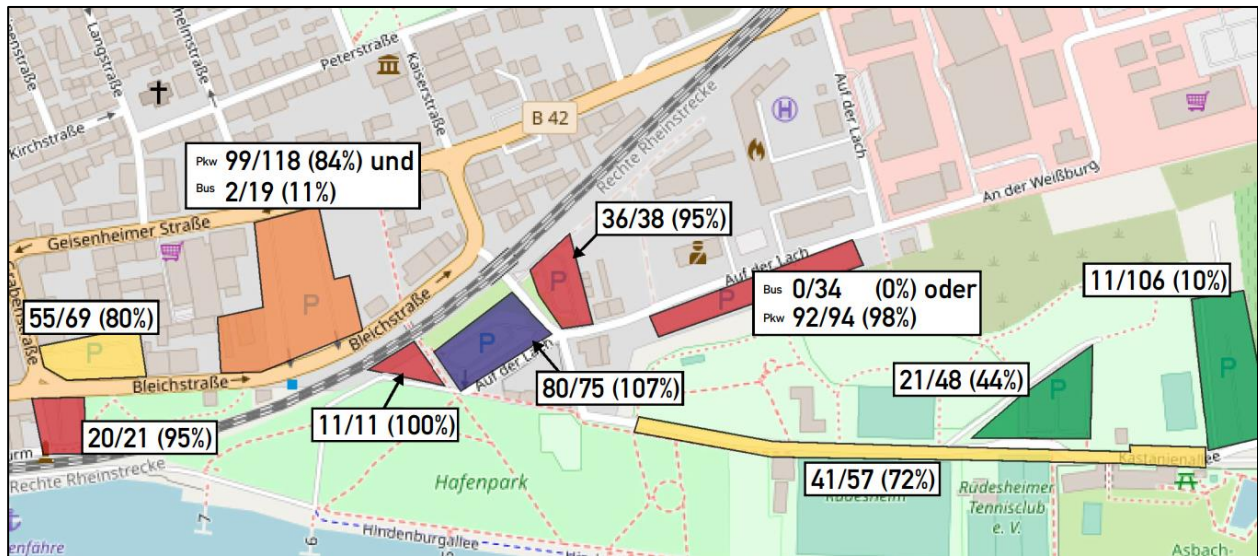 Langstraße
Peterstraße
Kaiserstraße
Kirchstraße
B 42
Rechte Rheinstrecke
Auf der Lach
An der Weißburg
Pkw 99/118 (84%) und
Bus 2/19 (11%)
36/38 (95%)
Geisenheimer Straße
Auf der Lach
Bus 0/34 (0%) oder
Pkw 92/94 (98%)
11/106 (10%)
55/69 (80%)
P
P
P
P
P
P
P
Bleichstraße
Bleichstraße
Auf der Lach
80/75 (107%)
21/48 (44%)
11/11 (100%)
20/21 (95%)
Rechte Rheinstrecke
41/57 (72%)
Kastanienallee
Hafenpark
Rüdesheim
Rüdesheimer
Tennisclub
e. V.
Hindenburgallee
7
6
Asbach-